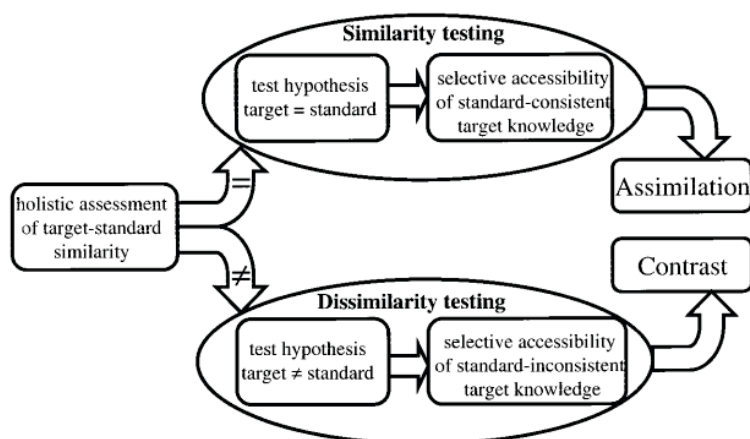 Similarity testing
test hypothesis
target = standard
selective accessibility
of standard-consistent
target knowledge
=
holistic assessment
of target-standard
similarity
Assimilation
≠
Contrast
Dissimilarity testing
test hypothesis
target ≠ standard
selective accessibility
of standard-inconsistent
target knowledge